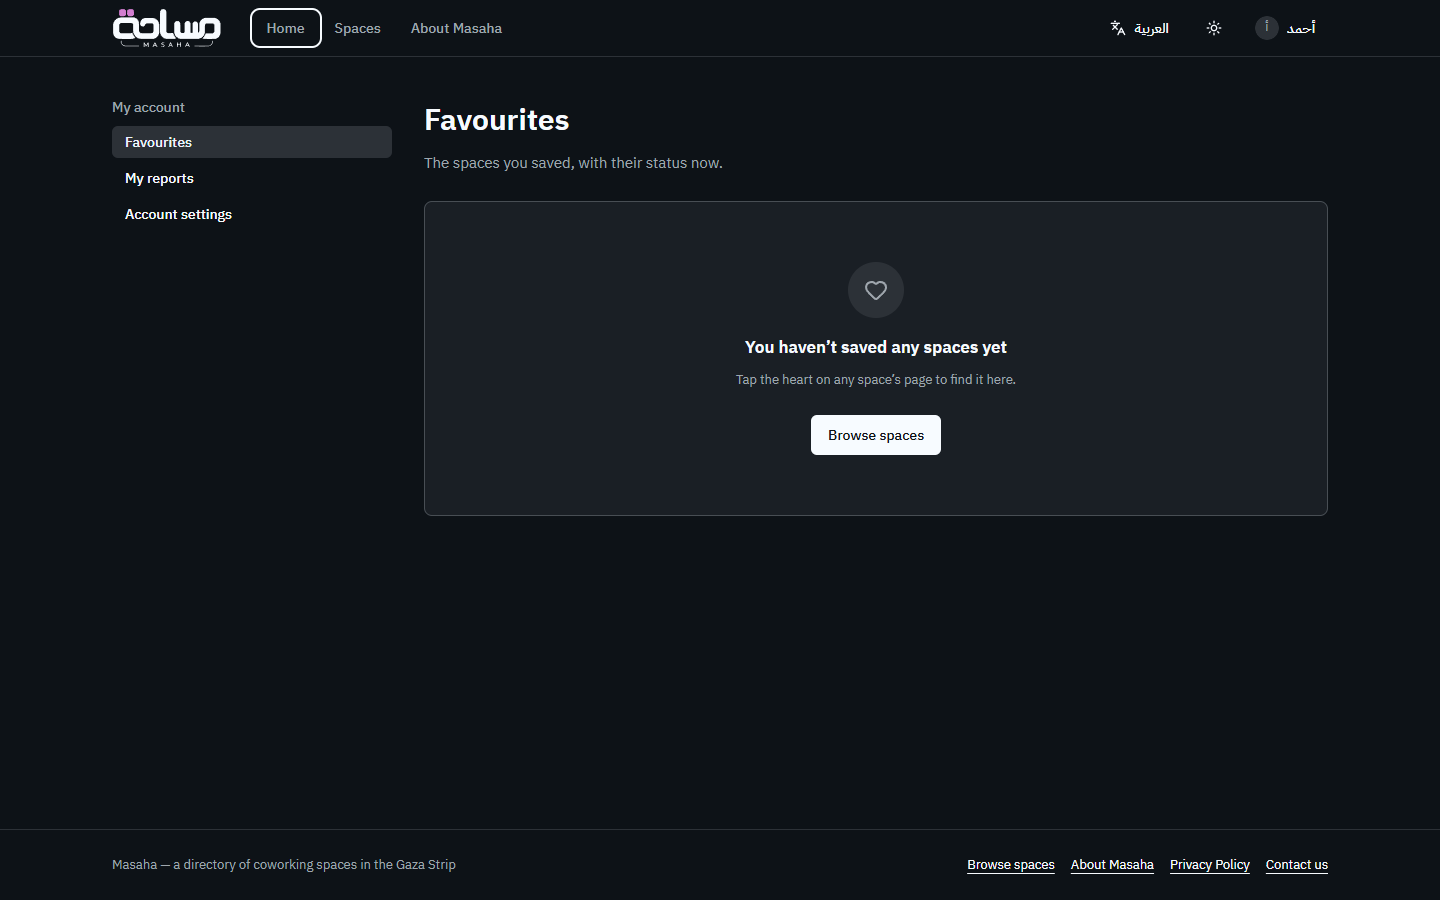 مساحة
MASAHA
Home
Spaces
About Masaha
العربية
أ
أحمد
My account
Favourites
My reports
Account settings
Favourites
The spaces you saved, with their status now.
You haven’t saved any spaces yet
Tap the heart on any space’s page to find it here.
Browse spaces
Masaha — a directory of coworking spaces in the Gaza Strip
Browse spaces
About Masaha
Privacy Policy
Contact us